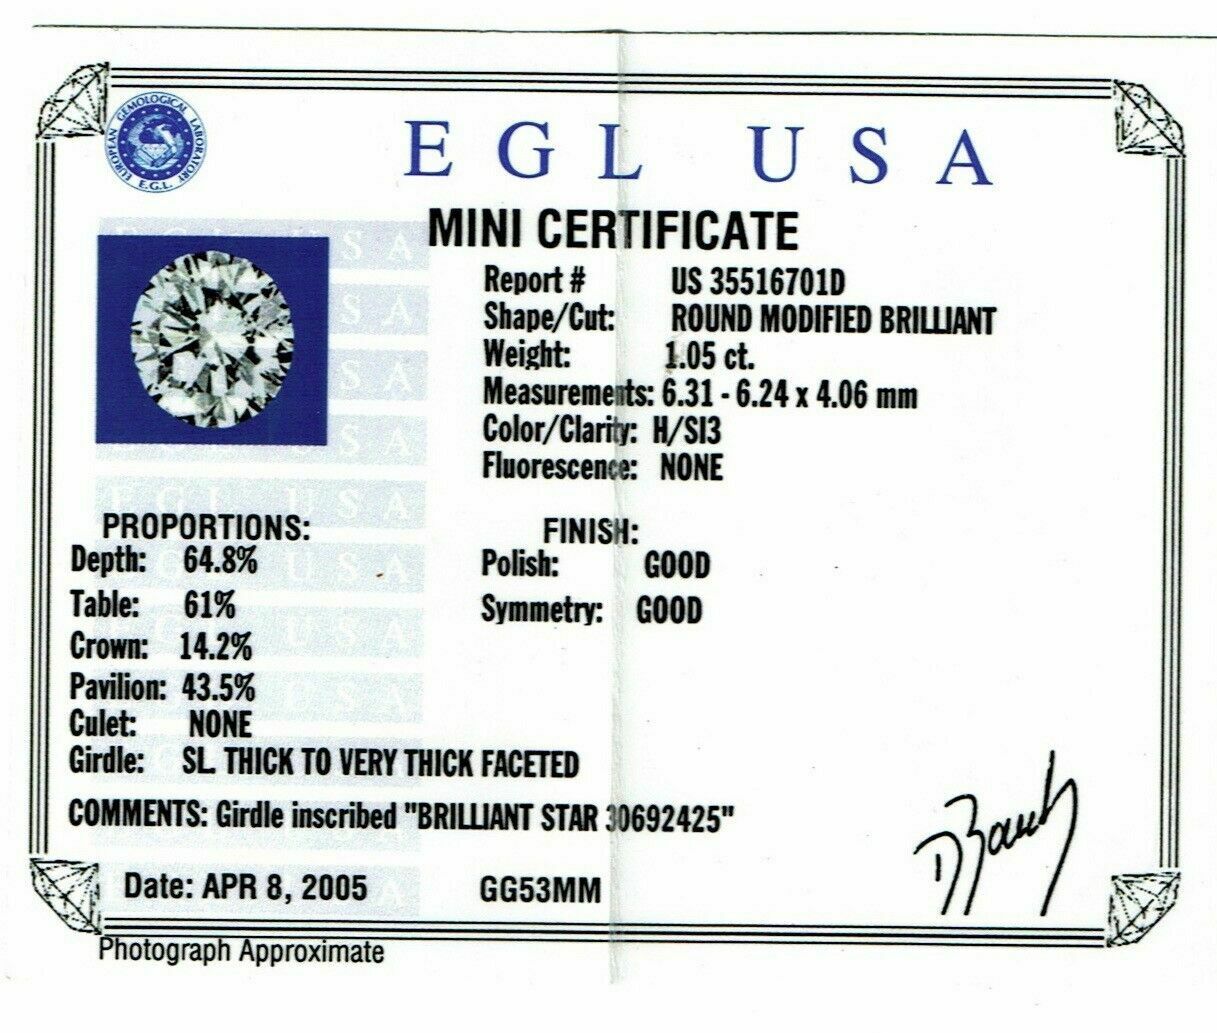 EUROPEAN GEMOLOGICAL LABORATORY
E.G.L.
EGL USA
MINI CERTIFICATE
Report # US 35516701D
Shape/Cut: ROUND MODIFIED BRILLIANT
Weight: 1.05 ct.
Measurements: 6.31 - 6.24 x 4.06 mm
Color/Clarity: H/SI3
Fluorescence: NONE
PROPORTIONS:
Depth: 64.8%
Table: 61%
Crown: 14.2%
Pavilion: 43.5%
Culet: NONE
Girdle: SL. THICK TO VERY THICK FACETED
FINISH:
Polish: GOOD
Symmetry: GOOD
COMMENTS: Girdle inscribed "BRILLIANT STAR 30692425"
Date: APR 8, 2005 GG53MM
Photograph Approximate